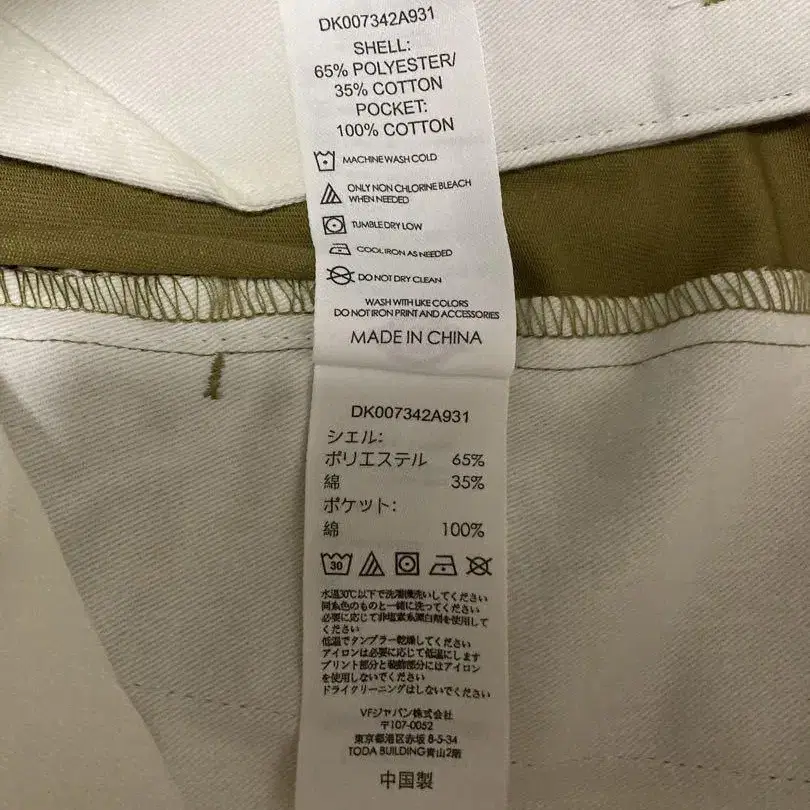 DK007342A931
SHELL:
65% POLYESTER/
35% COTTON
POCKET:
100% COTTON
MACHINE WASH COLD
ONLY NON CHLORINE BLEACH
WHEN NEEDED
TUMBLE DRY LOW
COOL IRON AS NEEDED
DO NOT DRY CLEAN
WASH WITH LIKE COLORS
DO NOT IRON PRINT AND ACCESSORIES
MADE IN CHINA
DK007342A931
シェル:
ポリエステル 65%
綿 35%
ポケット:
綿 100%
30
水温30℃以下で洗濯機洗いしてください
同系色のものと一緒に洗ってください
必要に応じて非塩素系漂白剤を使用して
ください
低温でタンブラー乾燥してください
アイロンは必要に応じて低温にします
プリント部分と装飾部分にはアイロン
を使用しないでください
ドライクリーニングはしないでください
VFジャパン株式会社
〒107-0052
東京都港区赤坂 8-5-34
TODA BUILDING青山2階
中国製